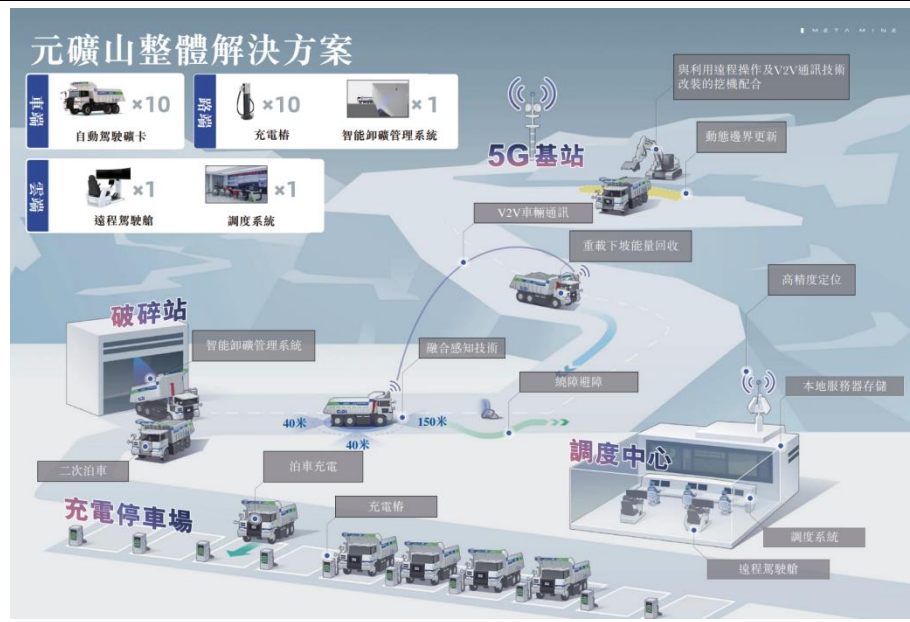 METAMINE
元礦山整體解決方案
車端
×10
自動駕駛礦卡
路端
×10
充電樁
×1
智能卸礦管理系統
雲端
×1
遠程駕駛艙
×1
調度系統
與利用遠程操作及V2V通訊技術
改裝的挖機配合
5G基站
動態邊界更新
V2V車輛通訊
重載下坡能量回收
高精度定位
破碎站
智能卸礦管理系統
融合感知技術
繞障避障
本地服務器存儲
40米
150米
40米
調度中心
二次泊車
泊車充電
充電停車場
充電樁
調度系統
遠程駕駛艙